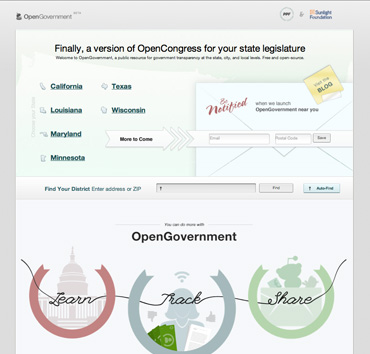 OpenGovernment BETA
PPF
Sunlight Foundation
Finally, a version of OpenCongress for your state legislature
Welcome to OpenGovernment, a public resource for government transparency at the state, city, and local levels. Free and open-source.
Choose your State
California
Texas
Louisiana
Wisconsin
Maryland
Minnesota
More to Come
Visit the BLOG
Be Notified
when we launch
OpenGovernment near you
Email
Postal Code
Save
Find Your District Enter address or ZIP
Find
Auto-Find
You can do more with
OpenGovernment
Learn
Track
Share